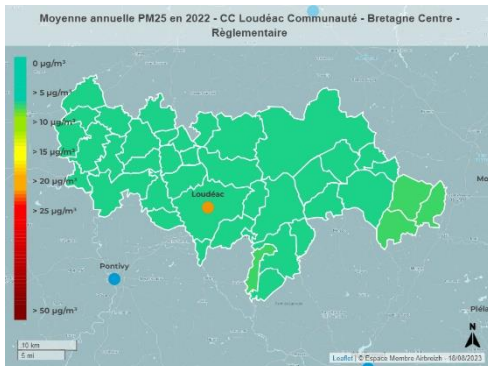 Moyenne annuelle PM25 en 2022 - CC Loudéac Communauté - Bretagne Centre -
Règlementaire
0 µg/m³
> 5 µg/m³
> 10 µg/m³
> 15 µg/m³
> 20 µg/m³
> 25 µg/m³
> 50 µg/m³
Loudéac
Mo
Pontivy
Pléla
N
10 km
5 mi
Leaflet | © Espace Membre Airbreizh - 18/08/2023